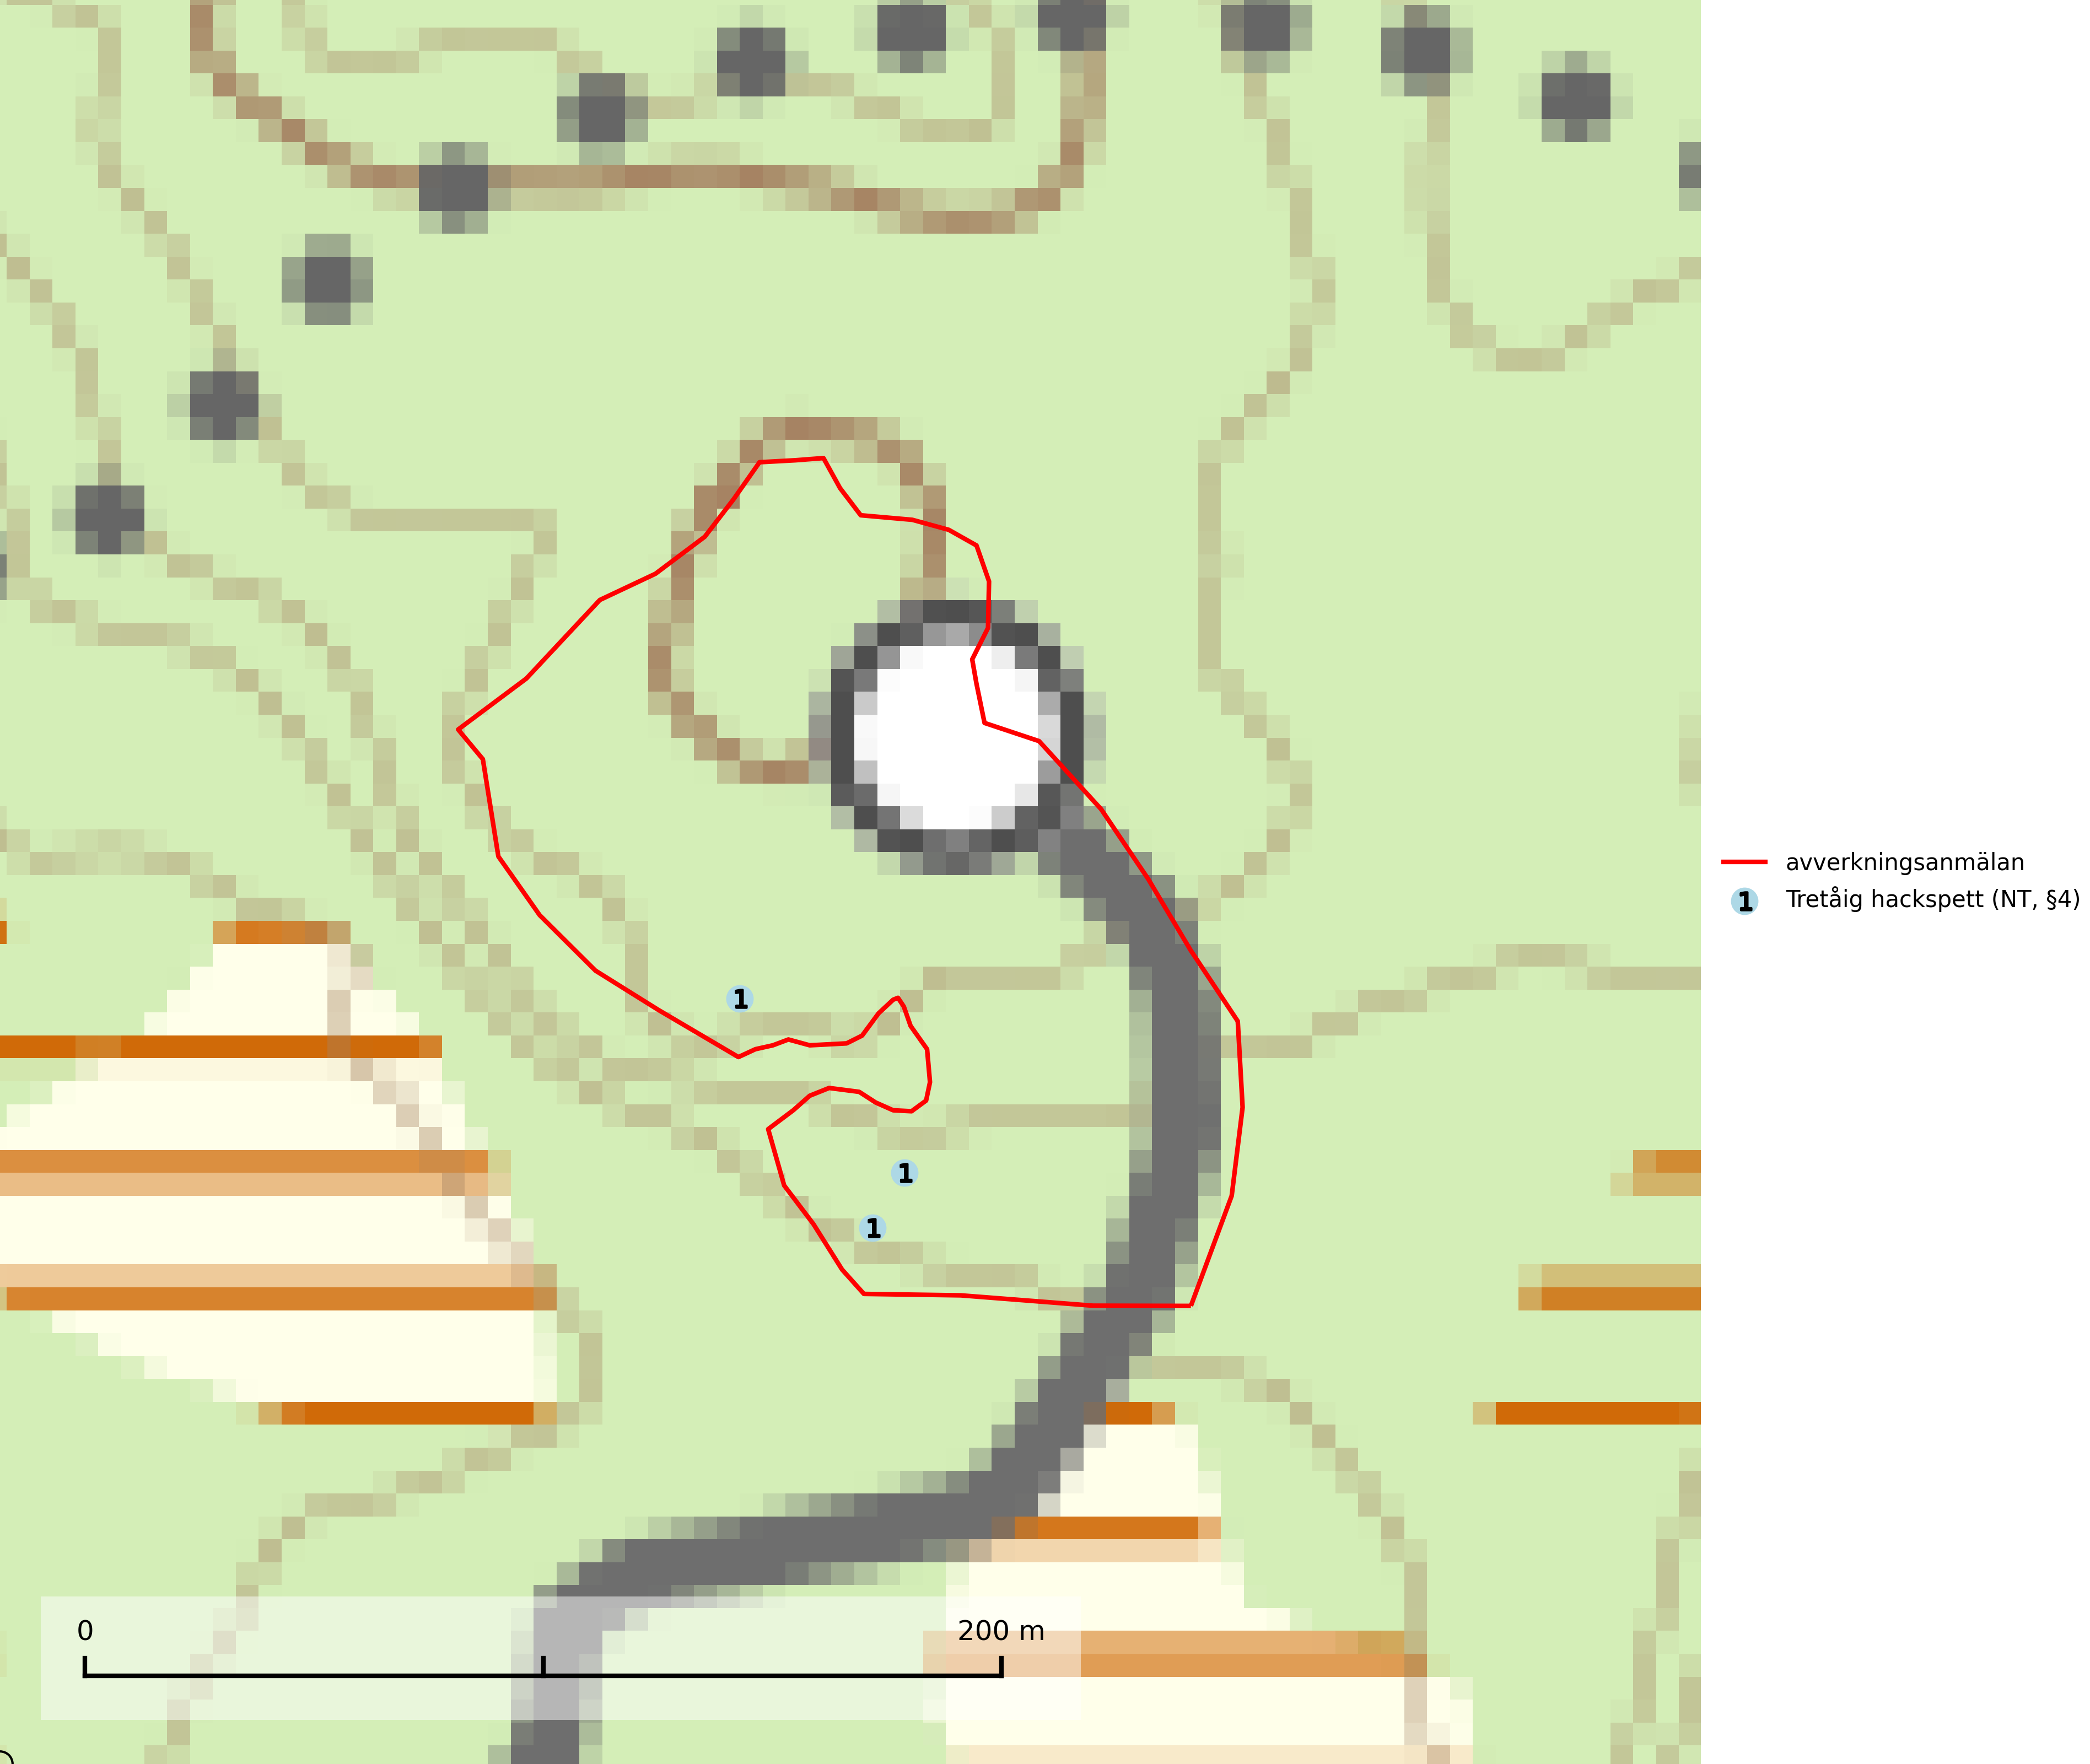 avverkningsanmälan
1 Tretåig hackspett (NT, §4)
1
1
1
0 200 m